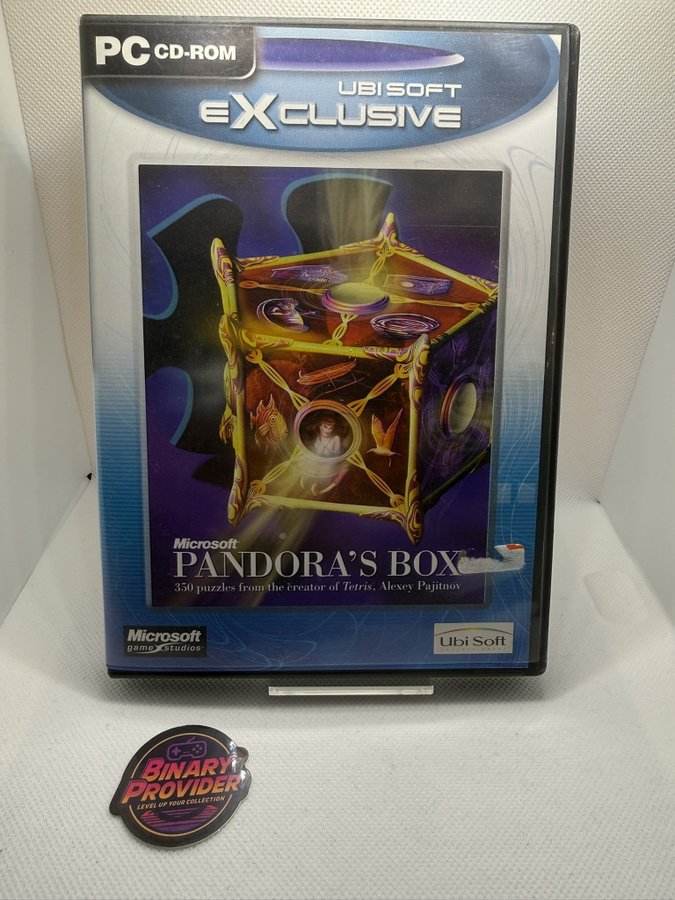 PC CD-ROM
UBI SOFT
eXclusive
Microsoft
PANDORA'S BOX
350 puzzles from the creator of Tetris, Alexey Pajitnov
Microsoft
game studios
Ubi Soft
BINARY
PROVIDER
LEVEL UP YOUR COLLECTION